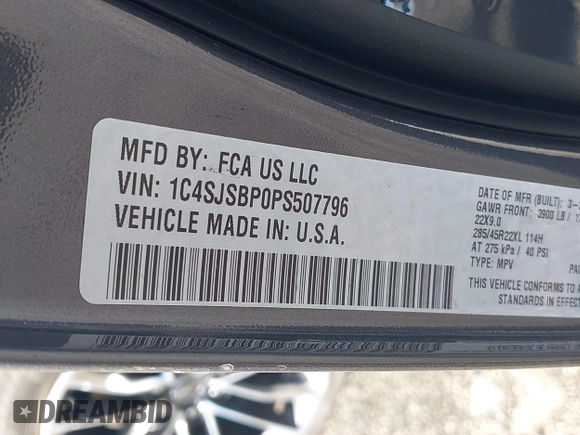 MFD BY: FCA US LLC
VIN: 1C4SJSBP0PS507796
VEHICLE MADE IN: U.S.A.
DATE OF MFR (BUILT): 3-
GAWR FRONT: 3900 LB /
22X9.0
285/45R22XL 114H
AT 275 kPa / 40 PSI
TYPE: MPV
THIS VEHICLE CONFORMS TO
STANDARDS IN EFFECT
DREAMBID